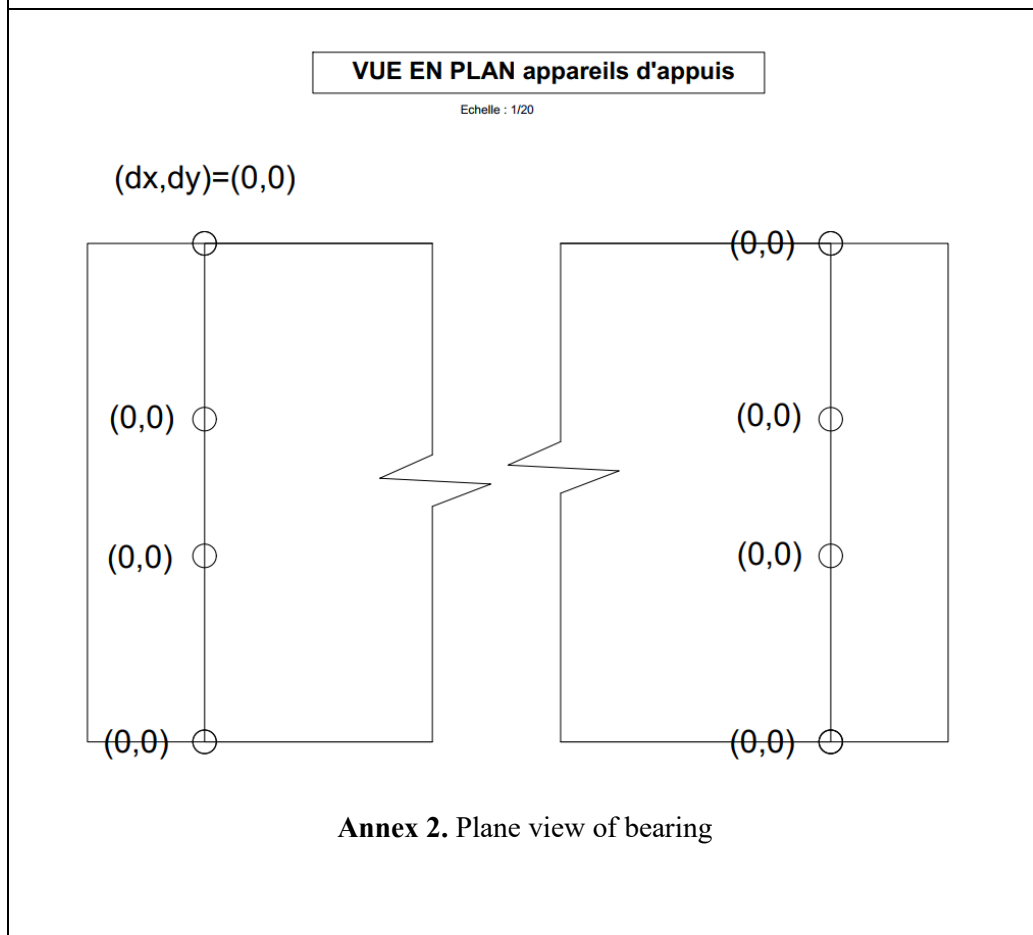 VUE EN PLAN appareils d'appuis
Echelle : 1/20
(dx,dy)=(0,0)
(0,0)
(0,0)
(0,0)
(0,0)
(0,0)
(0,0)
(0,0)
Annex 2. Plane view of bearing